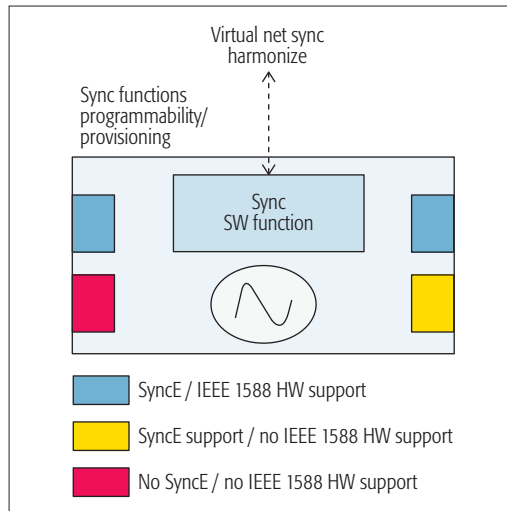 Virtual net sync
harmonize
Sync functions
programmability/
provisioning
Sync
SW function
SyncE / IEEE 1588 HW support
SyncE support / no IEEE 1588 HW support
No SyncE / no IEEE 1588 HW support